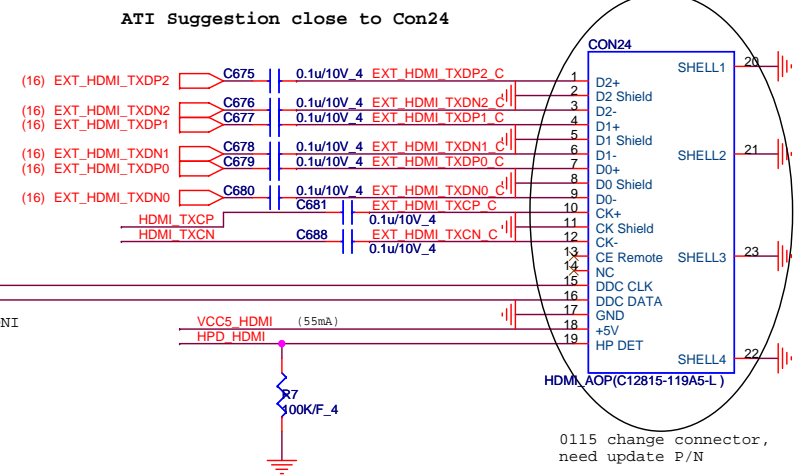 ATI Suggestion close to Con24
CON24
(16) EXT_HDMI_TXDP2 C675 0.1u/10V_4 EXT_HDMI_TXDP2_C 1 D2+ SHELL1 20
2 D2 Shield
(16) EXT_HDMI_TXDN2 C676 0.1u/10V_4 EXT_HDMI_TXDN2_C 3 D2-
(16) EXT_HDMI_TXDP1 C677 0.1u/10V_4 EXT_HDMI_TXDP1_C 4 D1+
5 D1 Shield
(16) EXT_HDMI_TXDN1 C678 0.1u/10V_4 EXT_HDMI_TXDN1_C 6 D1- SHELL2 21
(16) EXT_HDMI_TXDP0 C679 0.1u/10V_4 EXT_HDMI_TXDP0_C 7 D0+
8 D0 Shield
(16) EXT_HDMI_TXDN0 C680 0.1u/10V_4 EXT_HDMI_TXDN0_C 9 D0-
HDMI_TXCP C681 0.1u/10V_4 EXT_HDMI_TXCP_C 10 CK+
11 CK Shield
HDMI_TXCN C688 0.1u/10V_4 EXT_HDMI_TXCN_C 12 CK-
13 CE Remote SHELL3 23
14 NC
15 DDC CLK
16 DDC DATA
17 GND
NI
VCC5_HDMI (55mA) 18 +5V
HPD_HDMI 19 HP DET
SHELL4 22
HDMI_AOP(C12815-119A5-L )
R7
100K/F_4
0115 change connector,
need update P/N